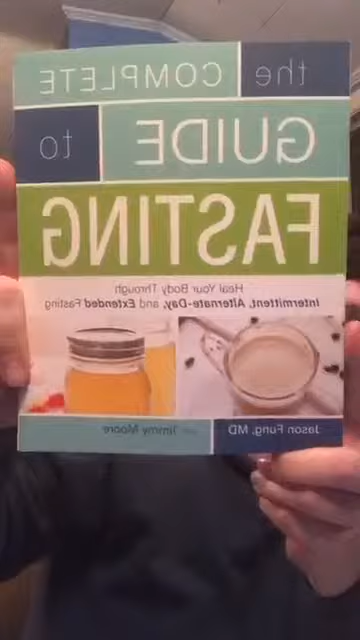 the COMPLETE
GUIDE to
FASTING
Heal Your Body Through
Intermittent, Alternate-Day, and Extended Fasting
Jason Fung, MD with Jimmy Moore